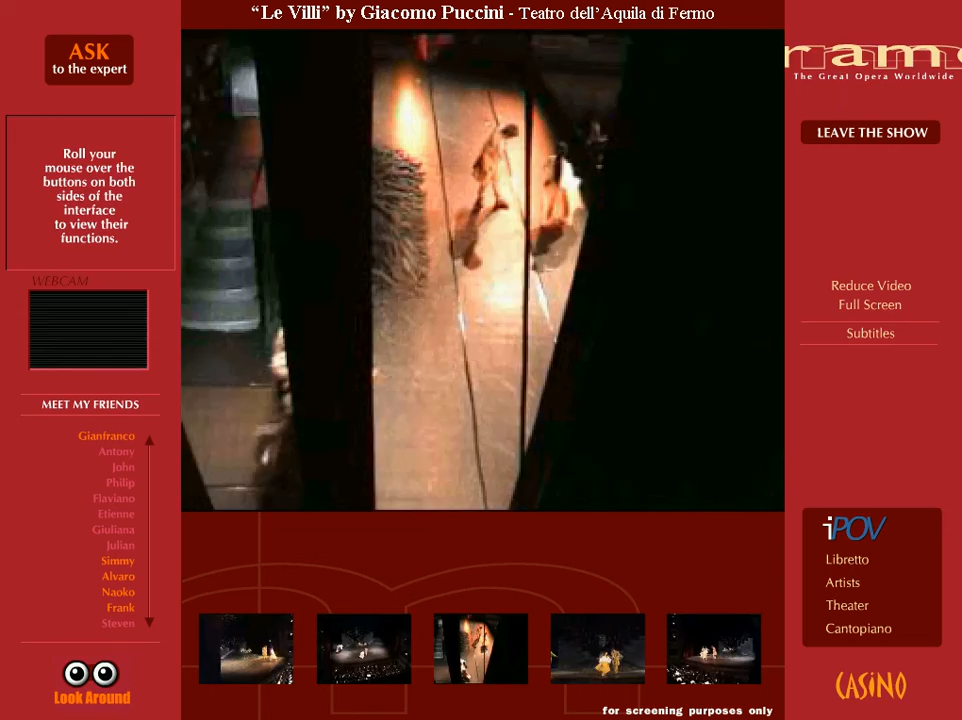 “Le Villi” by Giacomo Puccini - Teatro dell’Aquila di Fermo
ASK
to the expert
The Great Opera Worldwide
LEAVE THE SHOW
Roll your
mouse over the
buttons on both
sides of the
interface
to view their
functions.
WEBCAM
Reduce Video
Full Screen
Subtitles
MEET MY FRIENDS
Gianfranco
Antony
John
Philip
Flaviano
Etienne
Giuliana
Julian
Simmy
Alvaro
Naoko
Frank
Steven
iPOV
Libretto
Artists
Theater
Cantopiano
Look Around
CASINO
for screening purposes only